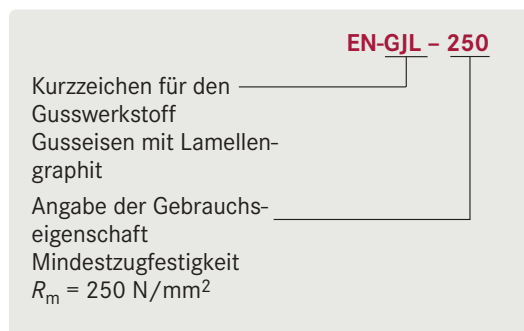 EN-GJL – 250
Kurzzeichen für den
Gusswerkstoff
Gusseisen mit Lamellen-
graphit
Angabe der Gebrauchs-
eigenschaft
Mindestzugfestigkeit
Rm = 250 N/mm²